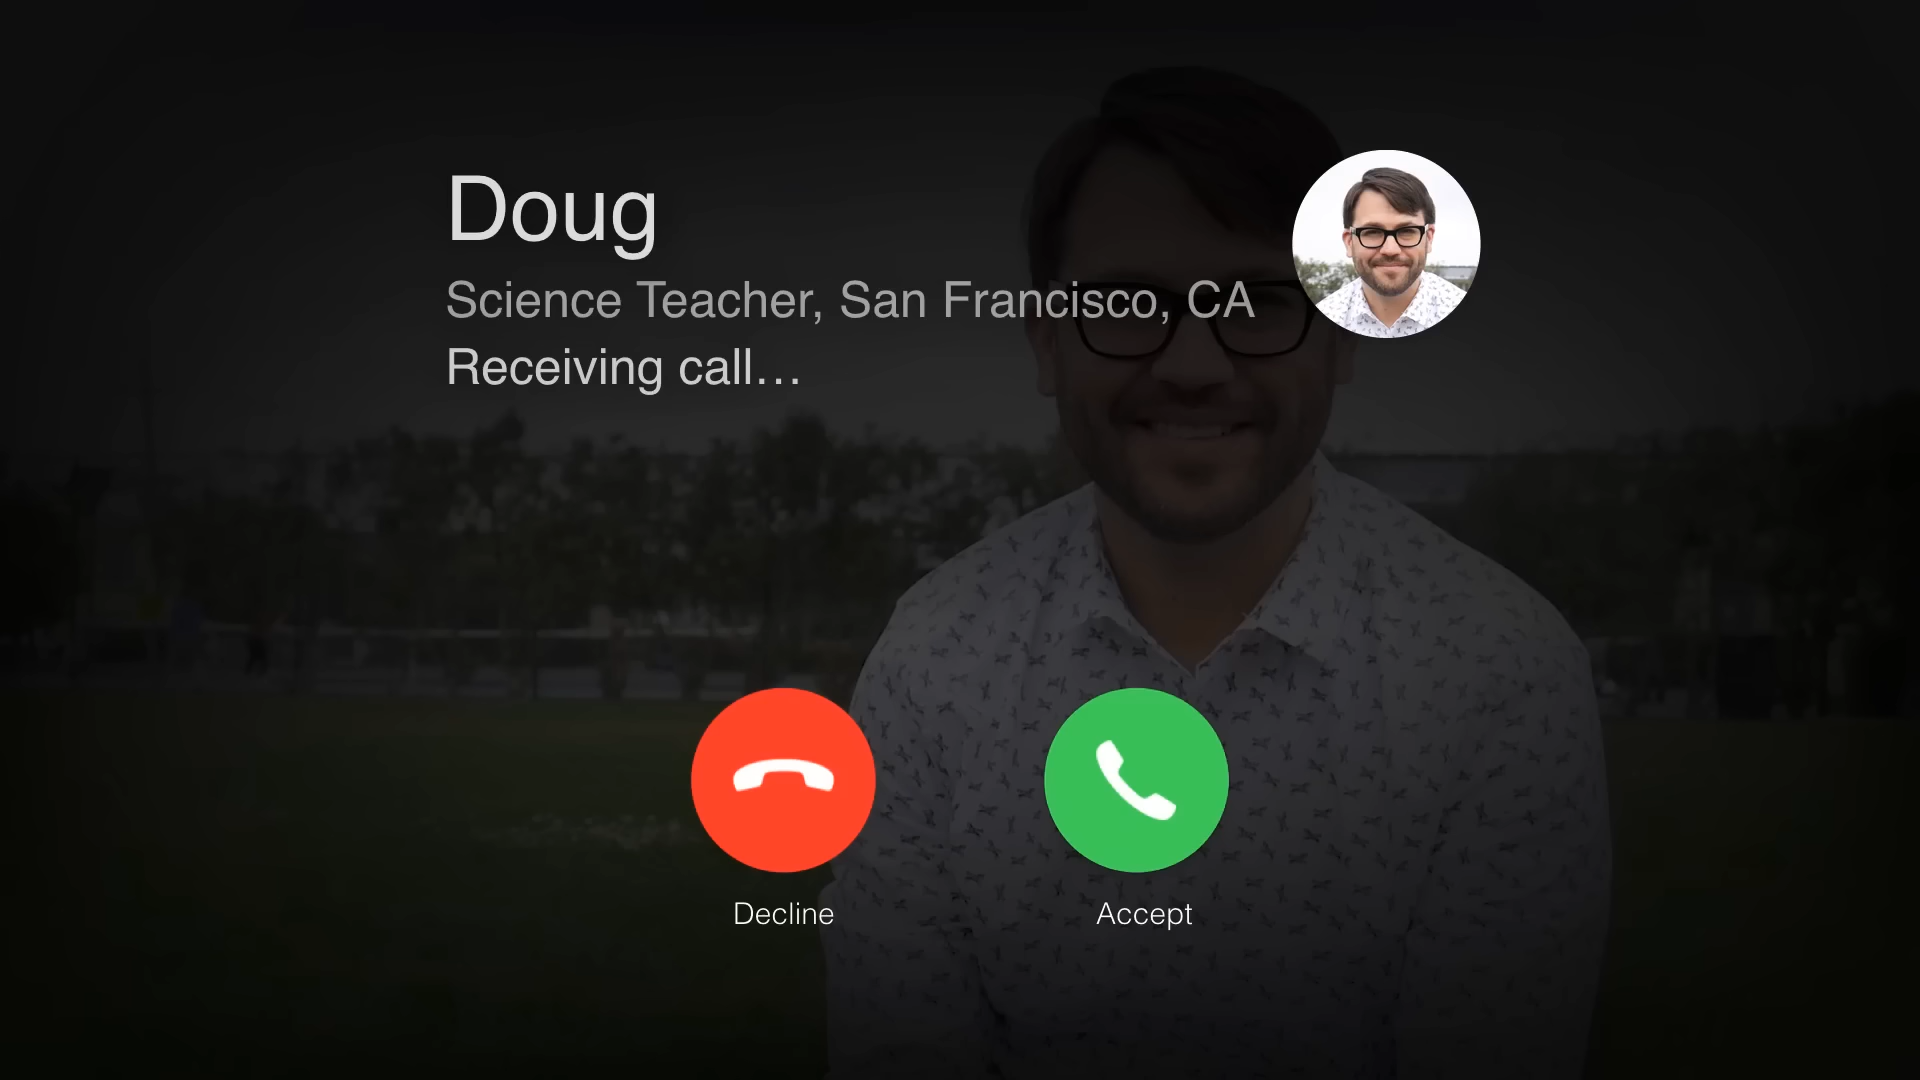 Doug
Science Teacher, San Francisco, CA
Receiving call…
Decline
Accept